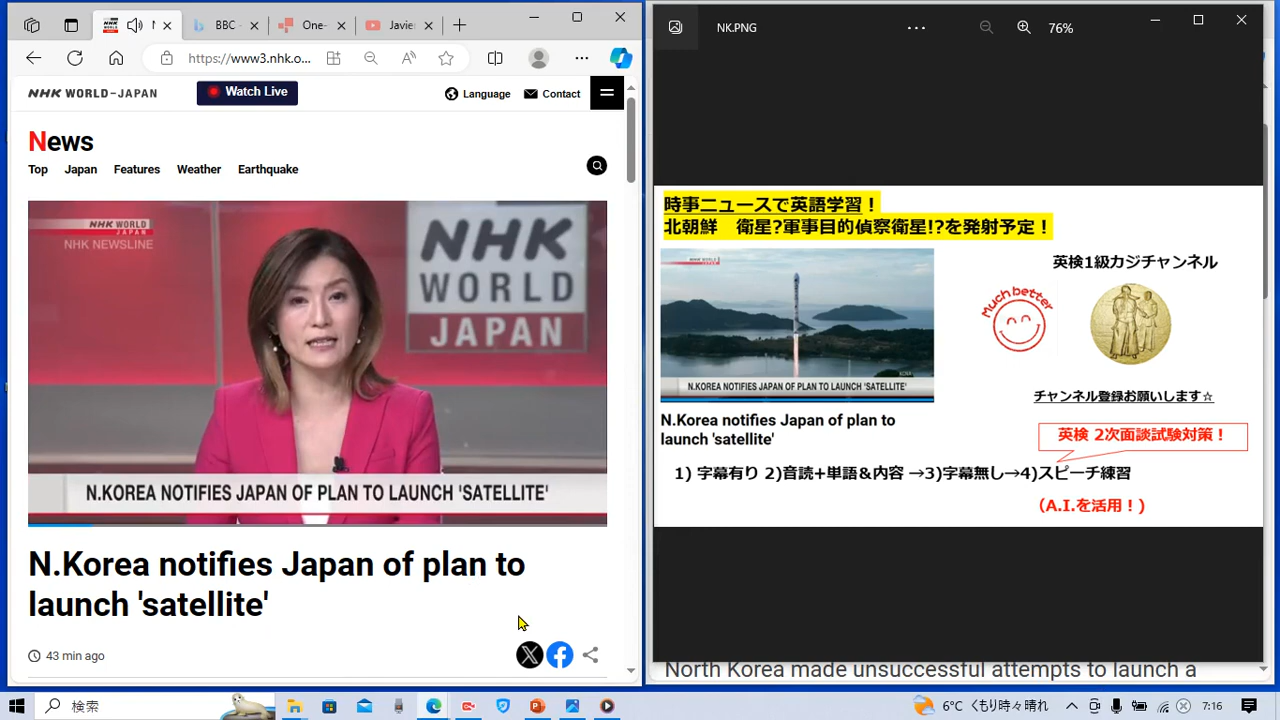 BBC -
One-
Javie
https://www3.nhk.o...
NHK WORLD-JAPAN
Watch Live
Language
Contact
News
Top
Japan
Features
Weather
Earthquake
NHK WORLD
JAPAN
NHK NEWSLINE
NHK
WORLD
JAPAN
N.KOREA NOTIFIES JAPAN OF PLAN TO LAUNCH 'SATELLITE'
N.Korea notifies Japan of plan to
launch 'satellite'
43 min ago
NK.PNG
76%
時事ニュースで英語学習！
北朝鮮　衛星?軍事目的偵察衛星!?を発射予定！
英検1級カジチャンネル
Much better
KCNA
N.KOREA NOTIFIES JAPAN OF PLAN TO LAUNCH 'SATELLITE'
チャンネル登録お願いします☆
N.Korea notifies Japan of plan to
launch 'satellite'
英検 2次面談試験対策！
1) 字幕有り 2)音読+単語＆内容 →3)字幕無し→4)スピーチ練習
（A.I.を活用！）
North Korea made unsuccessful attempts to launch a
検索
6°C くもり時々晴れ
7:16